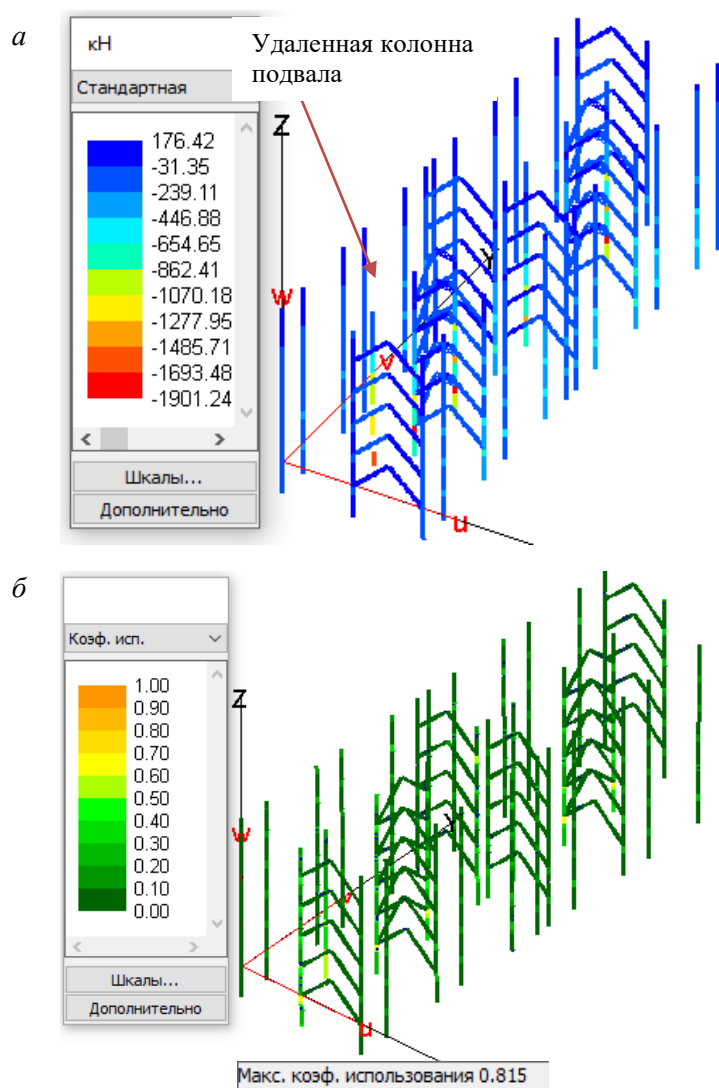 а
кН
Стандартная
176.42
-31.35
-239.11
-446.88
-654.65
-862.41
-1070.18
-1277.95
-1485.71
-1693.48
-1901.24
Шкалы...
Дополнительно
Удаленная колонна
подвала
Z
W
Y
v
u
б
Коэф. исп.
1.00
0.90
0.80
0.70
0.60
0.50
0.40
0.30
0.20
0.10
0.00
Шкалы...
Дополнительно
Z
W
Y
v
u
Макс. коэф. использования 0.815